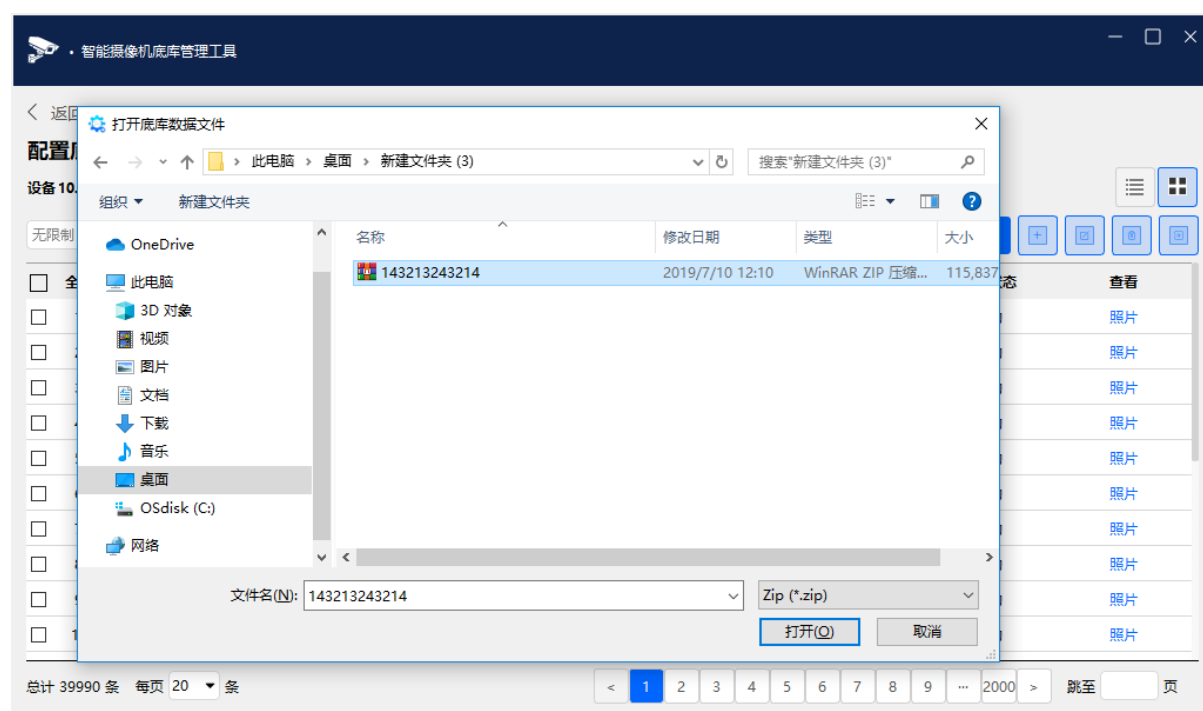 · 智能摄像机底库管理工具
返回
打开底库数据文件
配置底
此电脑 › 桌面 › 新建文件夹 (3)
搜索"新建文件夹 (3)"
设备 10.
组织 新建文件夹
无限制
OneDrive
名称 修改日期 类型 大小
143213243214 2019/7/10 12:10 WinRAR ZIP 压缩... 115,837
全 态 查看
此电脑
3D 对象
照片
视频
照片
图片
文档
照片
下载
照片
音乐
照片
桌面
OSdisk (C:)
照片
网络
照片
照片
文件名(N): 143213243214 Zip (*.zip)
照片
打开(O) 取消
1 照片
总计 39990 条 每页 20 条 < 1 2 3 4 5 6 7 8 9 ... 2000 > 跳至 页